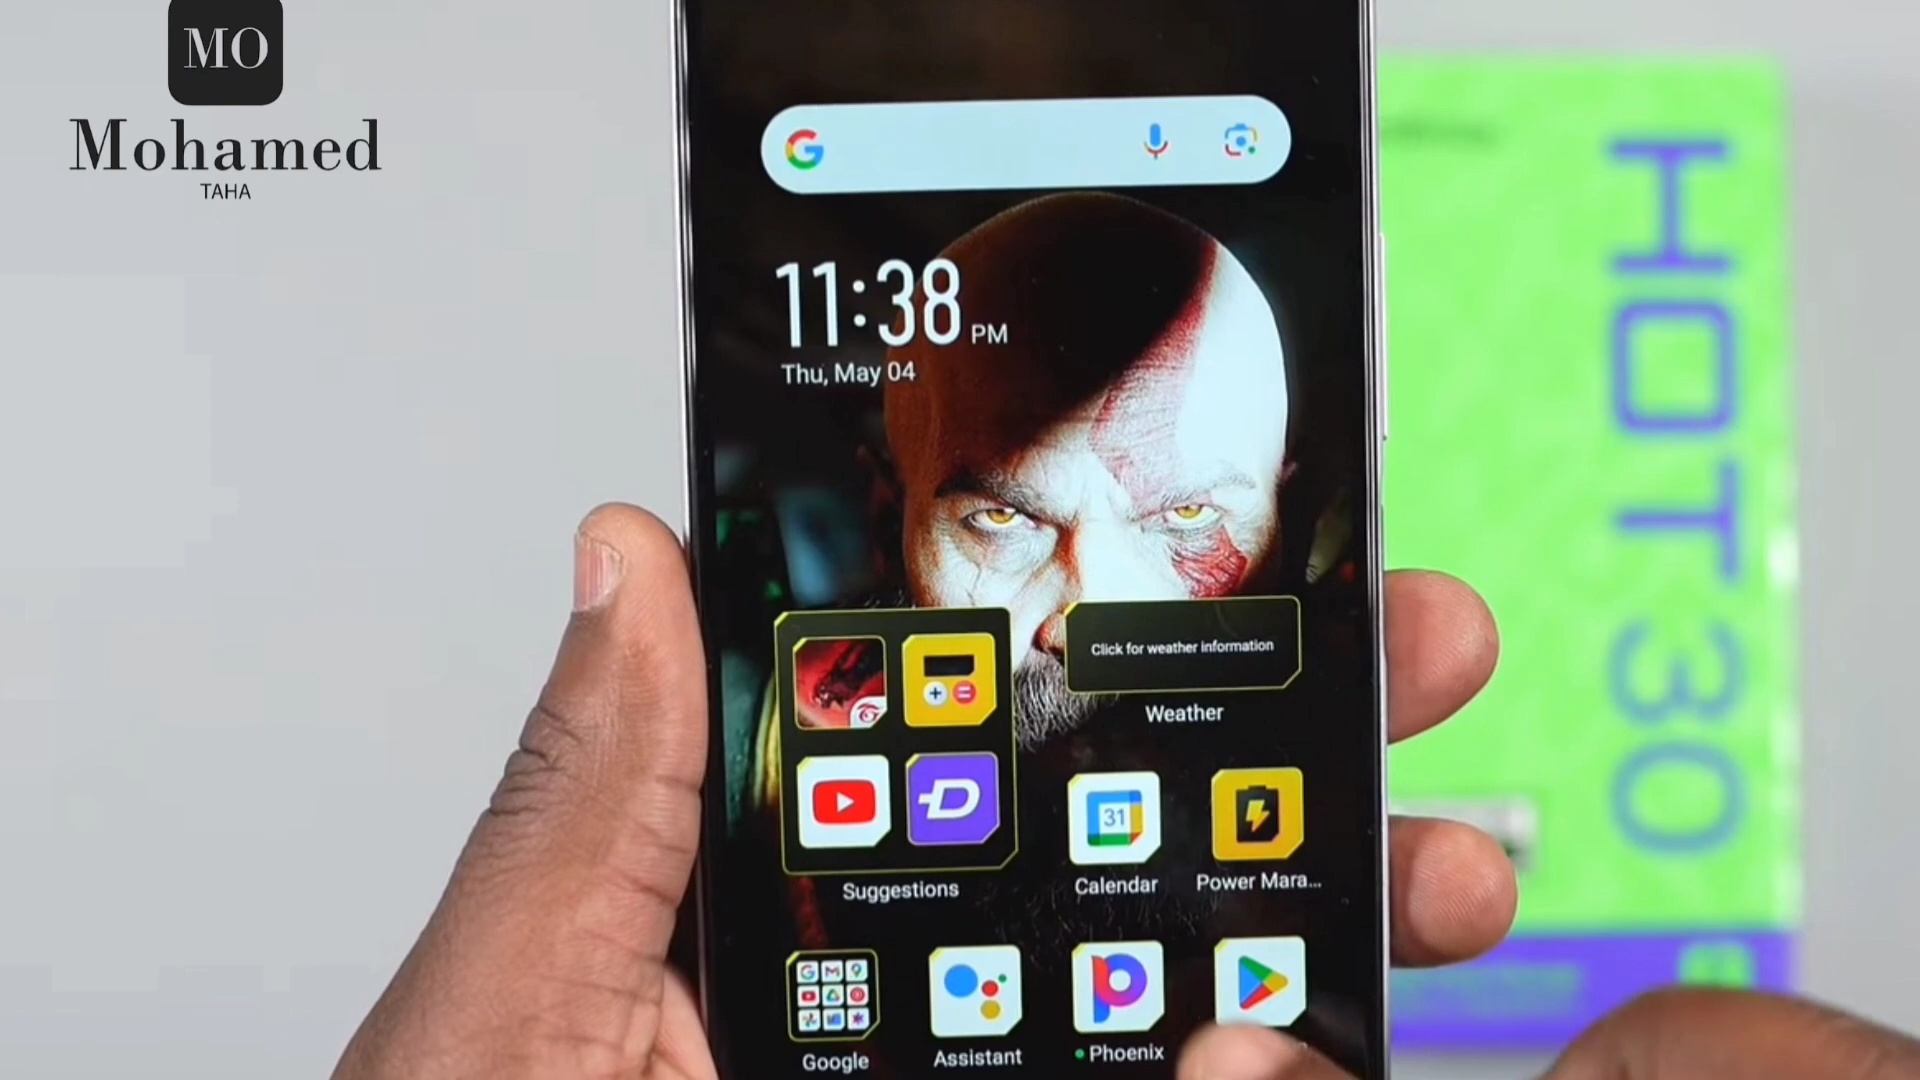 MO
Mohamed
TAHA
11:38 PM
Thu, May 04
Click for weather information
Weather
31
Suggestions
Calendar
Power Mara...
Google
Assistant
Phoenix
HOT 30